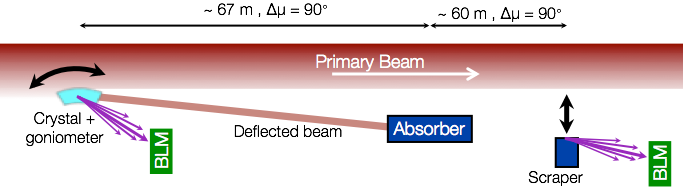 ~ 67 m , Δμ = 90°
~ 60 m , Δμ = 90°
Primary Beam
Crystal +
goniometer
BLM
Deflected beam
Absorber
Scraper
BLM